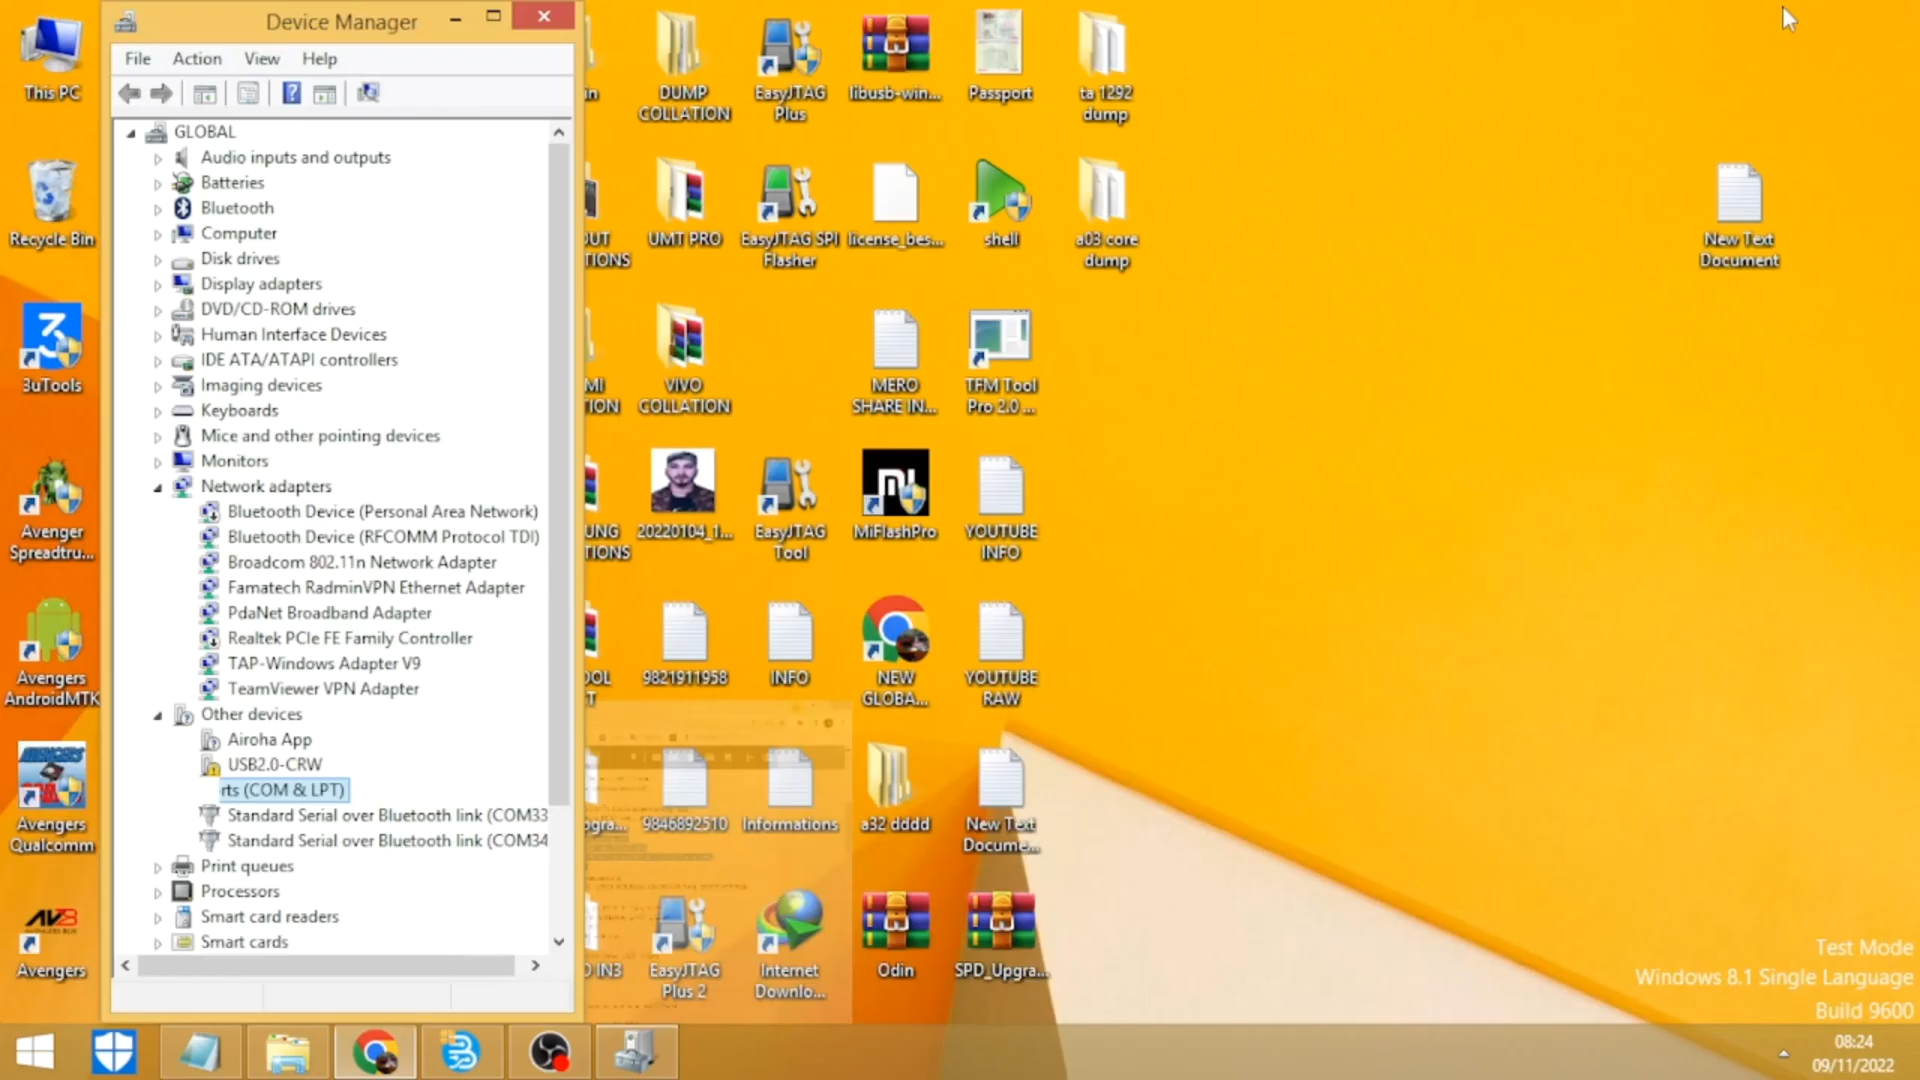 Device Manager
File Action View Help
GLOBAL
Audio inputs and outputs
Batteries
Bluetooth
Computer
Disk drives
Display adapters
DVD/CD-ROM drives
Human Interface Devices
IDE ATA/ATAPI controllers
Imaging devices
Keyboards
Mice and other pointing devices
Monitors
Network adapters
Bluetooth Device (Personal Area Network)
Bluetooth Device (RFCOMM Protocol TDI)
Broadcom 802.11n Network Adapter
Famatech RadminVPN Ethernet Adapter
PdaNet Broadband Adapter
Realtek PCIe FE Family Controller
TAP-Windows Adapter V9
TeamViewer VPN Adapter
Other devices
Airoha App
USB2.0-CRW
rts (COM & LPT)
Standard Serial over Bluetooth link (COM33
Standard Serial over Bluetooth link (COM34
Print queues
Processors
Smart card readers
Smart cards
This PC
Recycle Bin
3uTools
Avenger
Spreadtru...
Avengers
AndroidMTK
Avengers
Qualcomm
Avengers
DUMP
COLLATION
EasyJTAG
Plus
libusb-win...
Passport
ta 1292
dump
UT
TIONS
UMT PRO
EasyJTAG SPI
Flasher
license_bes...
shell
a03 core
dump
New Text
Document
MI
TION
VIVO
COLLATION
MERO
SHARE IN...
TFM Tool
Pro 2.0 ...
UNG
TIONS
20220104_1...
EasyJTAG
Tool
MiFlashPro
YOUTUBE
INFO
OOL
T
9821911958
INFO
NEW
GLOBA...
YOUTUBE
RAW
pgra...
9846892510
Informations
a32 dddd
New Text
Docume...
O IN3
EasyJTAG
Plus 2
Internet
Downlo...
Odin
SPD_Upgra...
Test Mode
Windows 8.1 Single Language
Build 9600
08:24
09/11/2022